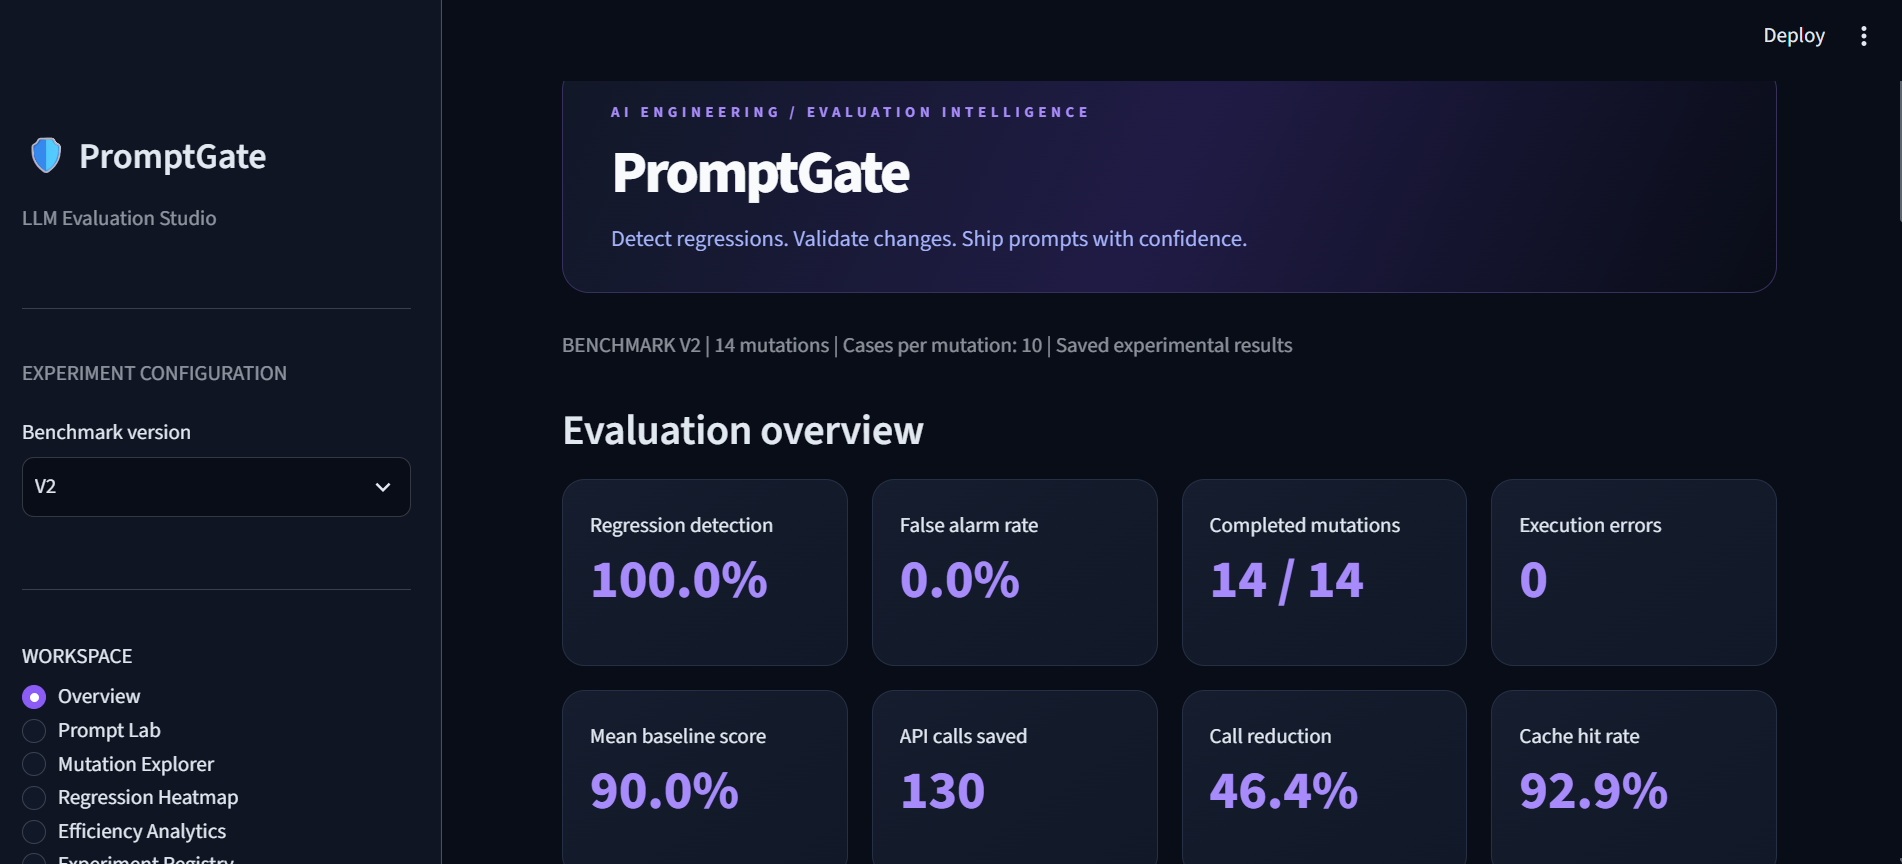 Deploy
PromptGate
LLM Evaluation Studio
EXPERIMENT CONFIGURATION
Benchmark version
V2
WORKSPACE
Overview
Prompt Lab
Mutation Explorer
Regression Heatmap
Efficiency Analytics
Experiment Registry
AI ENGINEERING / EVALUATION INTELLIGENCE
PromptGate
Detect regressions. Validate changes. Ship prompts with confidence.
BENCHMARK V2 | 14 mutations | Cases per mutation: 10 | Saved experimental results
Evaluation overview
Regression detection
100.0%
False alarm rate
0.0%
Completed mutations
14 / 14
Execution errors
0
Mean baseline score
90.0%
API calls saved
130
Call reduction
46.4%
Cache hit rate
92.9%